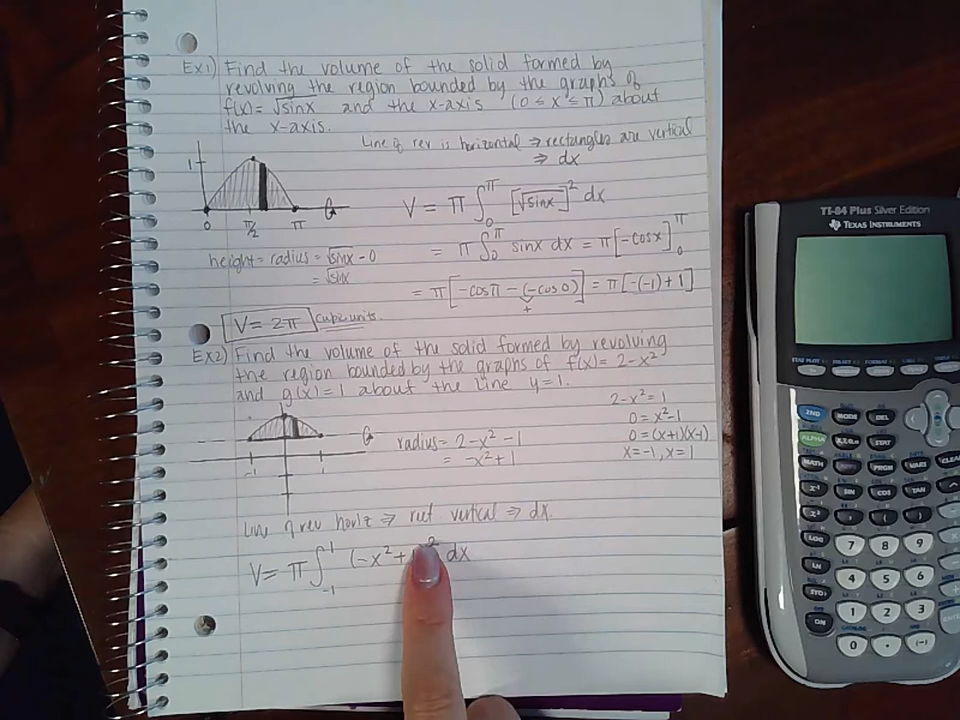 Ex1) Find the volume of the solid formed by
revolving the region bounded by the graphs of
f(x)= √sinx and the x-axis (0 ≤ x ≤ π) about
the x-axis.
Line of rev is horizontal ⇒ rectangles are vertical
⇒ dx
1
0 π/2 π
V = π∫₀^π [√sinx]² dx
height = radius = √sinx - 0
= √sinx
= π∫₀^π sinx dx = π[-cosx]₀^π
= π[-cosπ - (-cos0)] = π[-(-1)+1]
+
V = 2π cubic units
Ex2) Find the volume of the solid formed by revolving
the region bounded by the graphs of f(x)= 2-x²
and g(x)=1 about the line y=1.
2-x²=1
0=x²-1
0=(x+1)(x-1)
x=-1, x=1
-1 1
radius= 2-x²-1
= -x²+1
Line of rev horiz ⇒ rect vertical ⇒ dx.
V= π∫₋₁¹ (-x²+ ² dx
TI-84 Plus Silver Edition
TEXAS INSTRUMENTS
2ND MODE DEL
ALPHA X,T,Θ,n STAT
MATH PRGM VARS CLEAR
x⁻¹ SIN COS TAN
LOG 7 8 9
LN 4 5 6
STO▸ 1 2 3
ON 0 . (-)